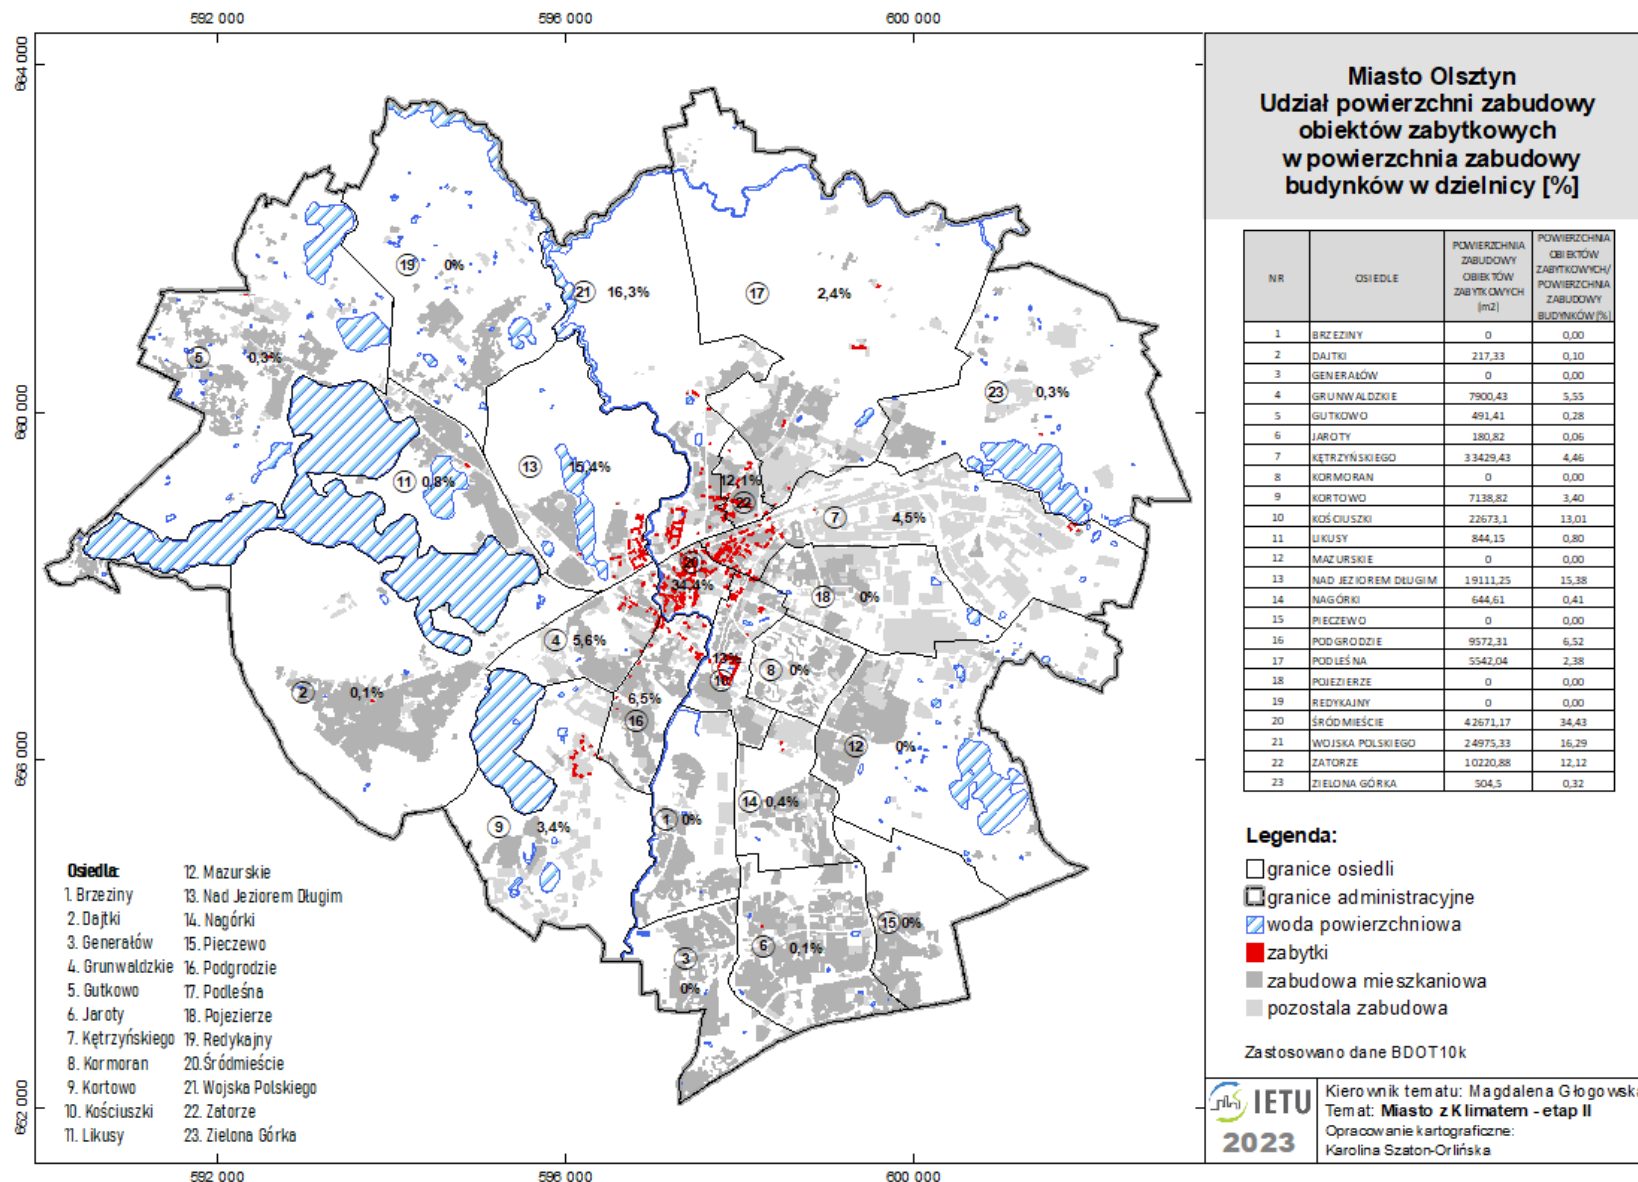 592 000
596 000
600 000
664 000
660 000
656 000
652 000
592 000
596 000
600 000
19 0%
21 16,3%
17 2,4%
5 0,3%
23 0,3%
13 15,4%
11 0,8%
12,1%
22
7 4,5%
20
34,4%
18 0%
4 5,6%
13%
10
8 0%
2 0,1%
6,5%
16
12 0%
14 0,4%
1 0%
9 3,4%
15 0%
6 0,1%
3
0%
Osiedla:
1. Brzeziny
2. Dajtki
3. Generałów
4. Grunwaldzkie
5. Gutkowo
6. Jaroty
7. Kętrzyńskiego
8. Kormoran
9. Kortowo
10. Kościuszki
11. Likusy
12. Mazurskie
13. Nad Jeziorem Długim
14. Nagórki
15. Pieczewo
16. Podgrodzie
17. Podleśna
18. Pojezierze
19. Redykajny
20. Śródmieście
21. Wojska Polskiego
22. Zatorze
23. Zielona Górka
Miasto Olsztyn
Udział powierzchni zabudowy
obiektów zabytkowych
w powierzchnia zabudowy
budynków w dzielnicy [%]
NR OSIEDLE POWIERZCHNIA ZABUDOWY OBIEKTÓW ZABYTKOWYCH [m2] POWIERZCHNIA OBIEKTÓW ZABYTKOWYCH/ POWIERZCHNIA ZABUDOWY BUDYNKÓW [%]
1 BRZEZINY 0 0,00
2 DAJTKI 217,33 0,10
3 GENERAŁÓW 0 0,00
4 GRUNWALDZKIE 7900,43 5,55
5 GUTKOWO 491,41 0,28
6 JAROTY 180,82 0,06
7 KĘTRZYŃSKIEGO 33429,43 4,46
8 KORMORAN 0 0,00
9 KORTOWO 7138,82 3,40
10 KOŚCIUSZKI 22673,1 13,01
11 LIKUSY 844,15 0,80
12 MAZURSKIE 0 0,00
13 NAD JEZIOREM DŁUGIM 19111,25 15,38
14 NAGÓRKI 644,61 0,41
15 PIECZEWO 0 0,00
16 PODGRODZIE 9572,31 6,52
17 PODLEŚNA 5542,04 2,38
18 POJEZIERZE 0 0,00
19 REDYKAJNY 0 0,00
20 ŚRÓDMIEŚCIE 42671,17 34,43
21 WOJSKA POLSKIEGO 24975,33 16,29
22 ZATORZE 10220,88 12,12
23 ZIELONA GÓRKA 504,5 0,32
Legenda:
granice osiedli
granice administracyjne
woda powierzchniowa
zabytki
zabudowa mieszkaniowa
pozostala zabudowa
Zastosowano dane BDOT10k
IETU
2023
Kierownik tematu: Magdalena Głogowska
Temat: Miasto z Klimatem - etap II
Opracowanie kartograficzne:
Karolina Szaton-Orlińska